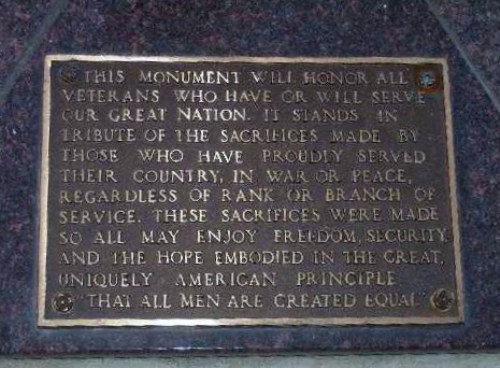 THIS MONUMENT WILL HONOR ALL
VETERANS WHO HAVE OR WILL SERVE
OUR GREAT NATION. IT STANDS IN
TRIBUTE OF THE SACRIFICES MADE BY
THOSE WHO HAVE PROUDLY SERVED
THEIR COUNTRY, IN WAR OR PEACE,
REGARDLESS OF RANK OR BRANCH OF
SERVICE. THESE SACRIFICES WERE MADE
SO ALL MAY ENJOY FREEDOM, SECURITY
AND THE HOPE EMBODIED IN THE GREAT,
UNIQUELY AMERICAN PRINCIPLE
"THAT ALL MEN ARE CREATED EQUAL"